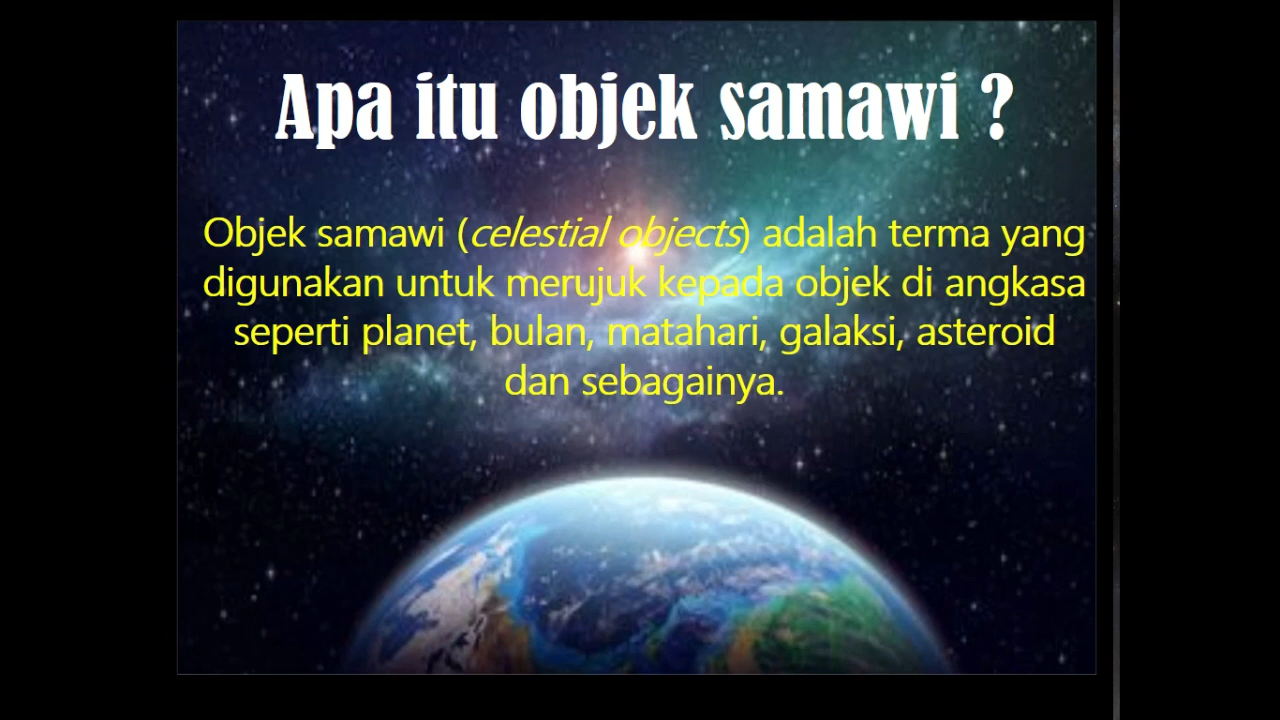 Apa itu objek samawi ?
Objek samawi (celestial objects) adalah terma yang
digunakan untuk merujuk kepada objek di angkasa
seperti planet, bulan, matahari, galaksi, asteroid
dan sebagainya.